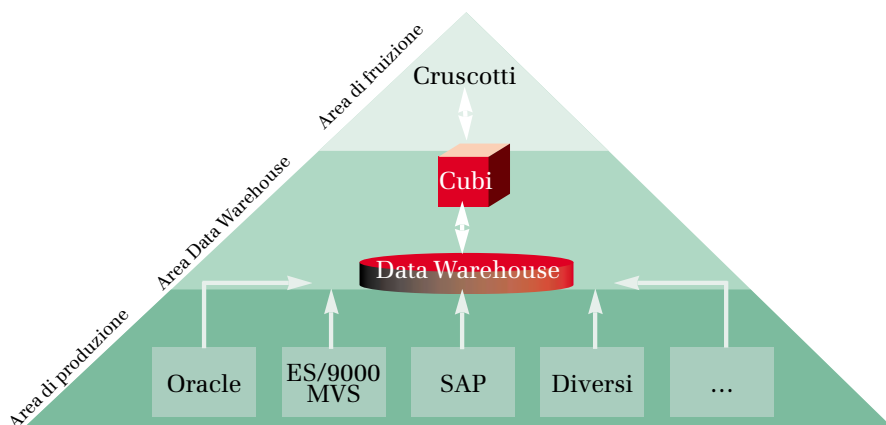 Area di fruizione
Cruscotti
Area Data Warehouse
Cubi
Data Warehouse
Area di produzione
Oracle
ES/9000
MVS
SAP
Diversi
...